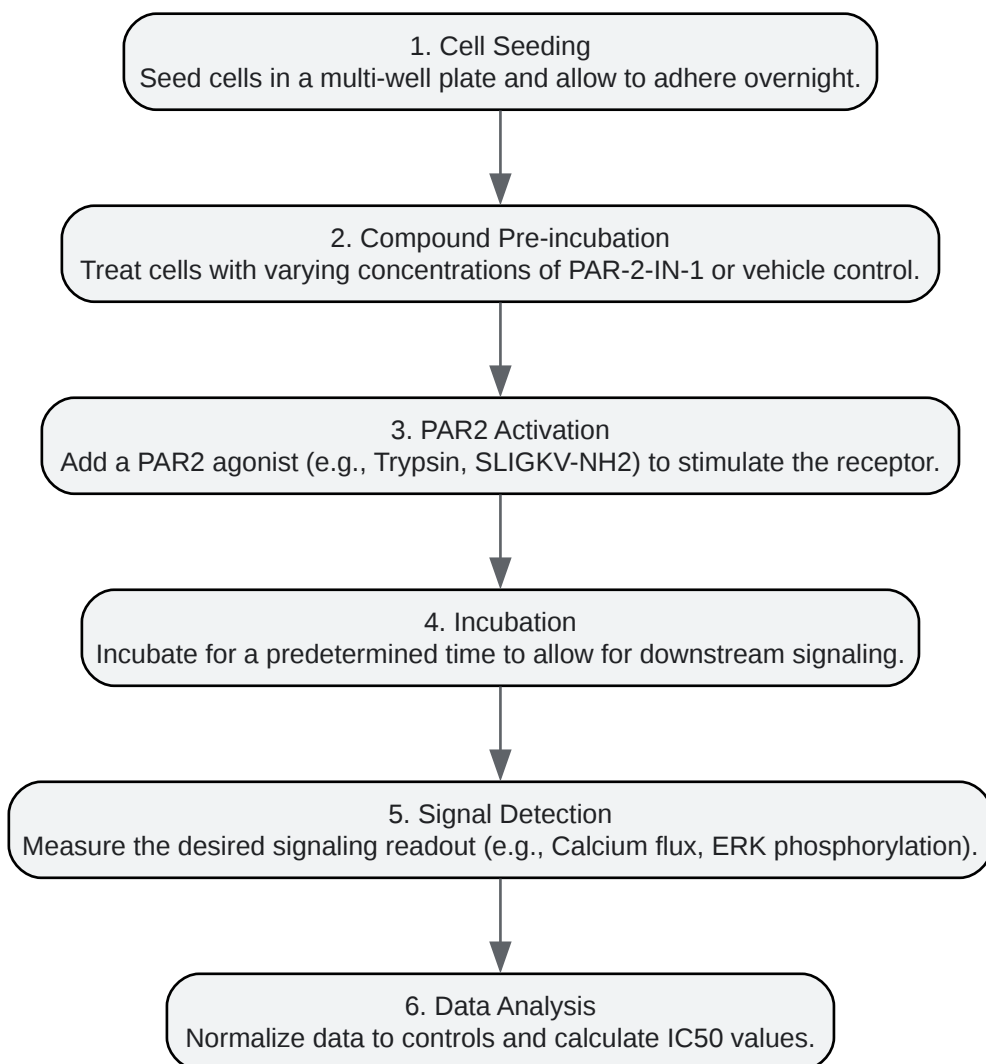 1. Cell Seeding
Seed cells in a multi-well plate and allow to adhere overnight.
2. Compound Pre-incubation
Treat cells with varying concentrations of PAR-2-IN-1 or vehicle control.
3. PAR2 Activation
Add a PAR2 agonist (e.g., Trypsin, SLIGKV-NH2) to stimulate the receptor.
4. Incubation
Incubate for a predetermined time to allow for downstream signaling.
5. Signal Detection
Measure the desired signaling readout (e.g., Calcium flux, ERK phosphorylation).
6. Data Analysis
Normalize data to controls and calculate IC50 values.